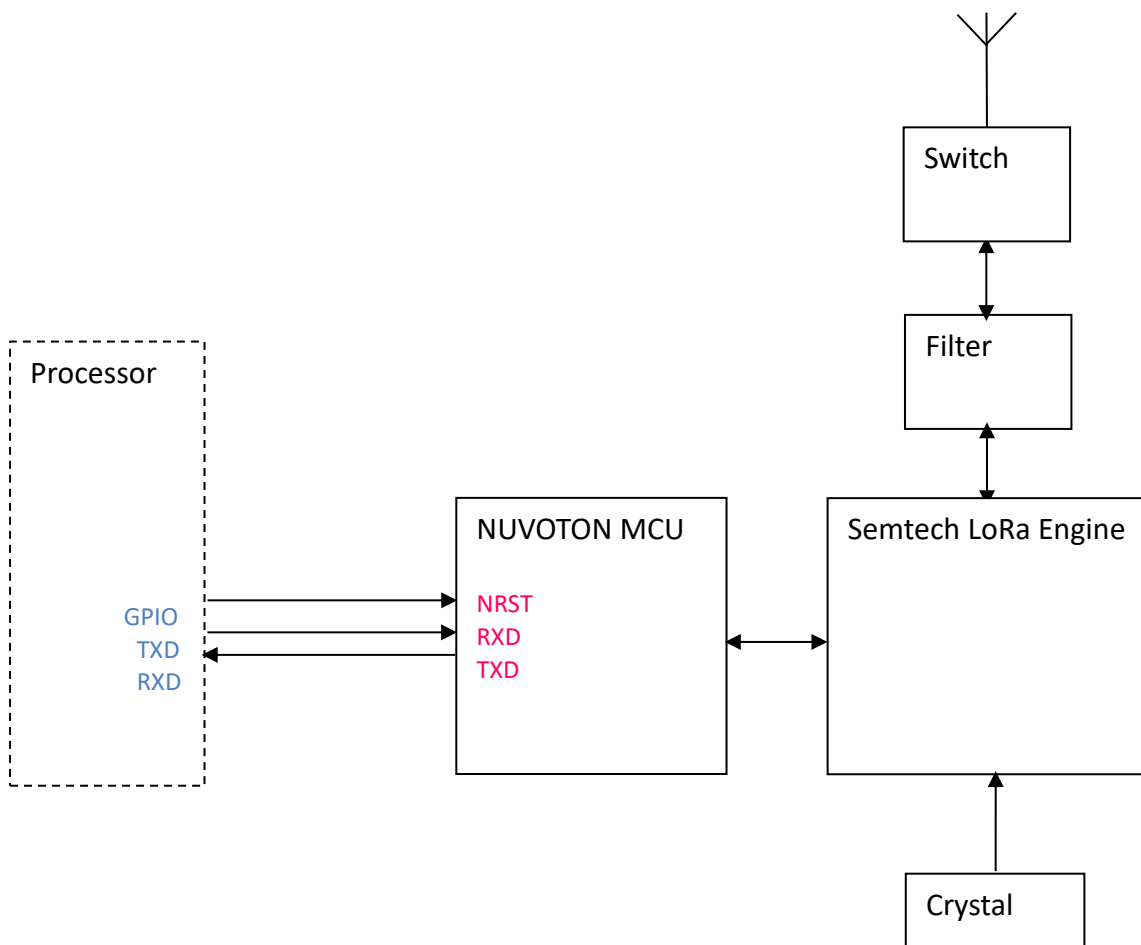 Switch
Filter
Processor
NUVOTON MCU
Semtech LoRa Engine
GPIO
TXD
RXD
NRST
RXD
TXD
Crystal